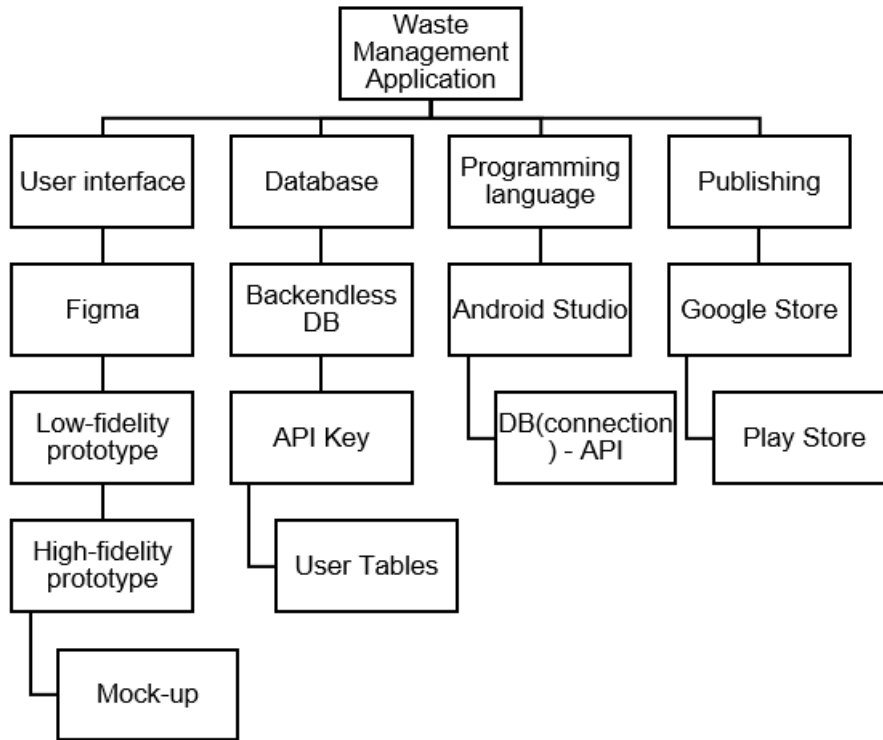 Waste
Management
Application
User interface
Database
Programming
language
Publishing
Figma
Backendless
DB
Android Studio
Google Store
Low-fidelity
prototype
API Key
DB(connection
) - API
Play Store
High-fidelity
prototype
User Tables
Mock-up